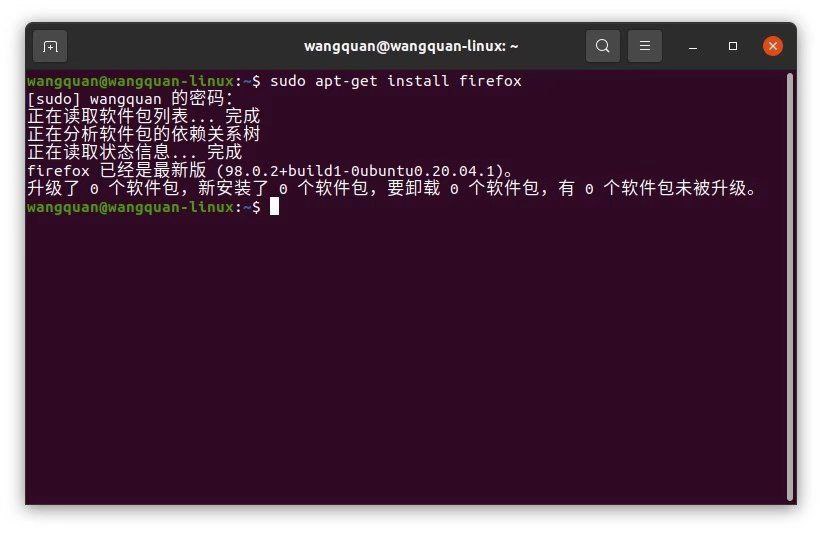 wangquan@wangquan-linux: ~
wangquan@wangquan-linux:~$ sudo apt-get install firefox
[sudo] wangquan 的密码：
正在读取软件包列表... 完成
正在分析软件包的依赖关系树
正在读取状态信息... 完成
firefox 已经是最新版 (98.0.2+build1-0ubuntu0.20.04.1)。
升级了 0 个软件包，新安装了 0 个软件包，要卸载 0 个软件包，有 0 个软件包未被升级。
wangquan@wangquan-linux:~$